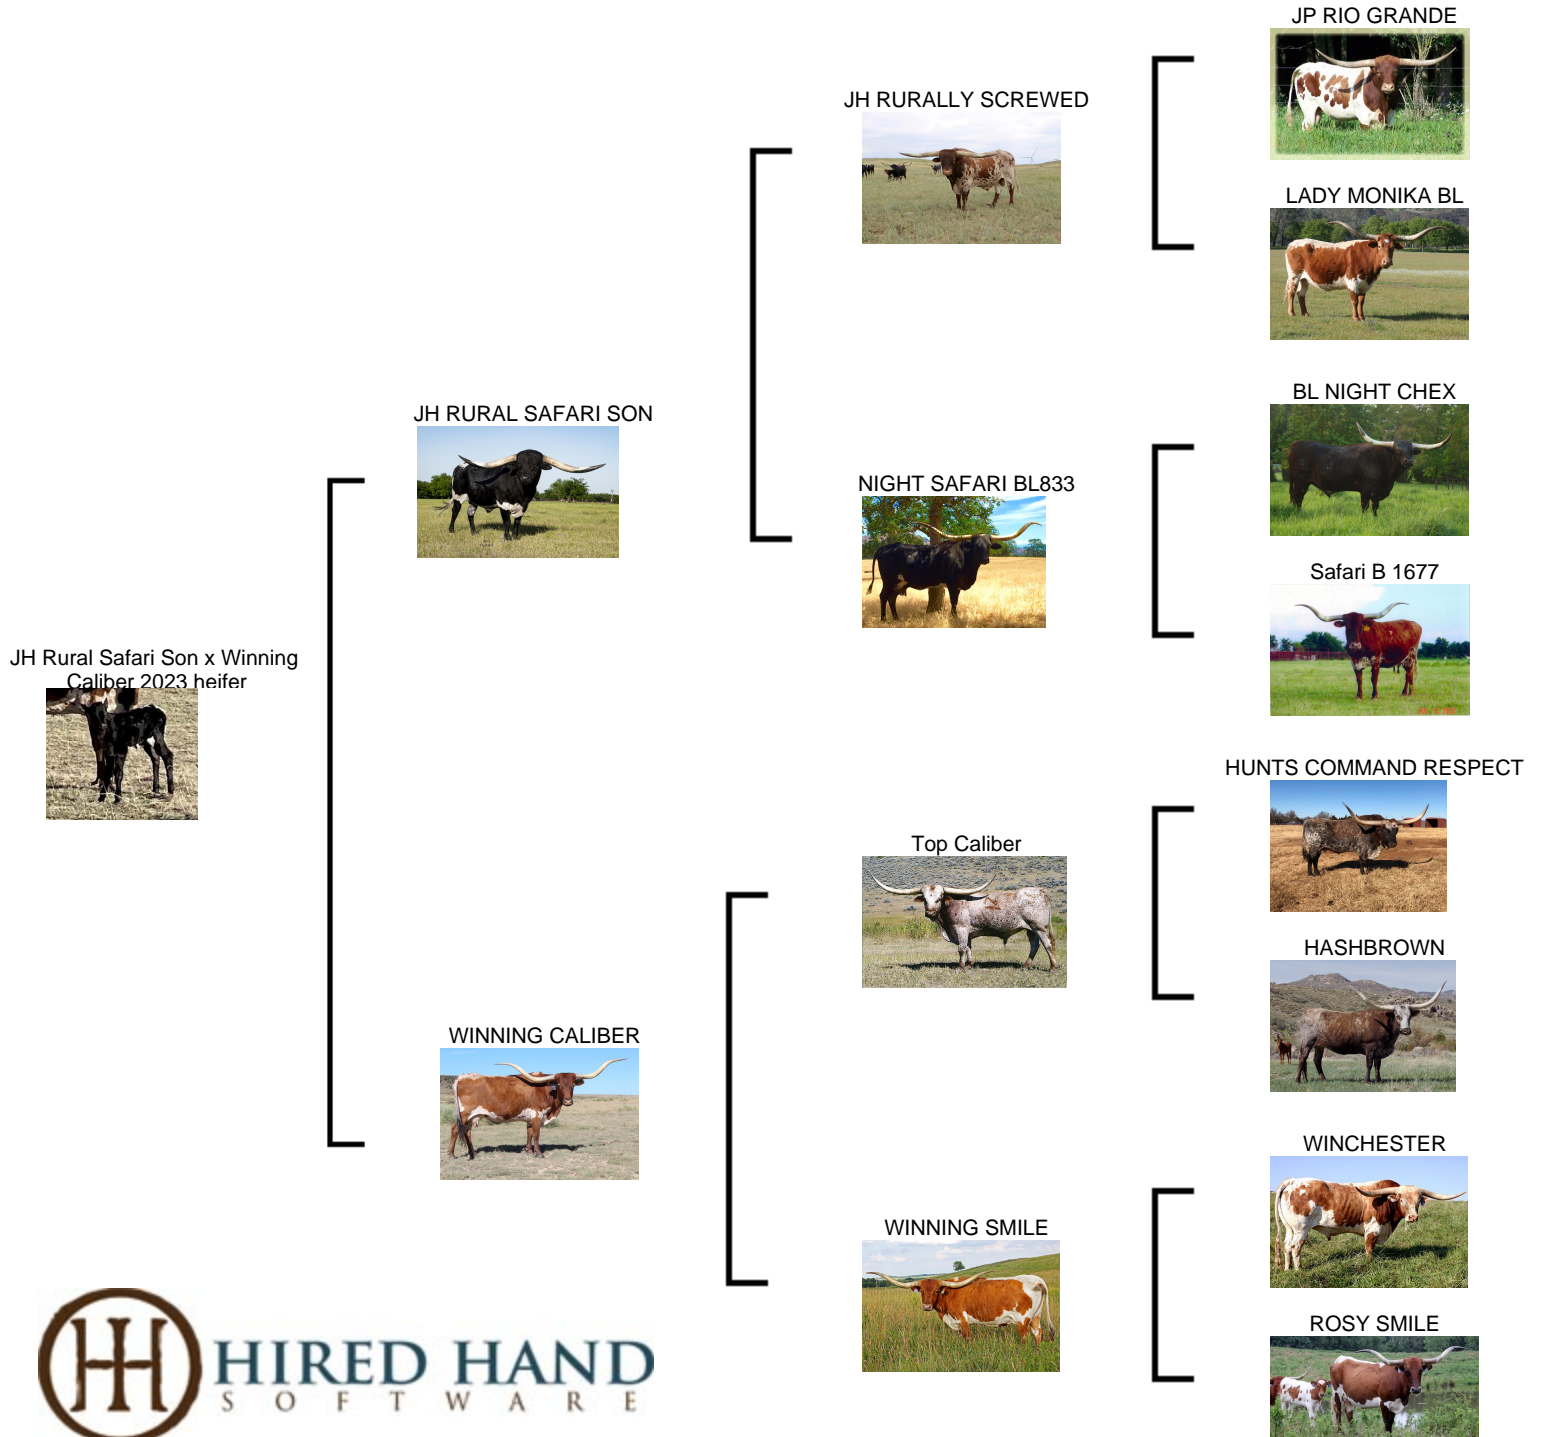 JP RIO GRANDE
JH RURALLY SCREWED
LADY MONIKA BL
JH RURAL SAFARI SON
BL NIGHT CHEX
NIGHT SAFARI BL833
Safari B 1677
JH Rural Safari Son x Winning
Caliber 2023 heifer
HUNTS COMMAND RESPECT
Top Caliber
HASHBROWN
WINNING CALIBER
WINCHESTER
WINNING SMILE
ROSY SMILE
HIRED HAND
SOFTWARE